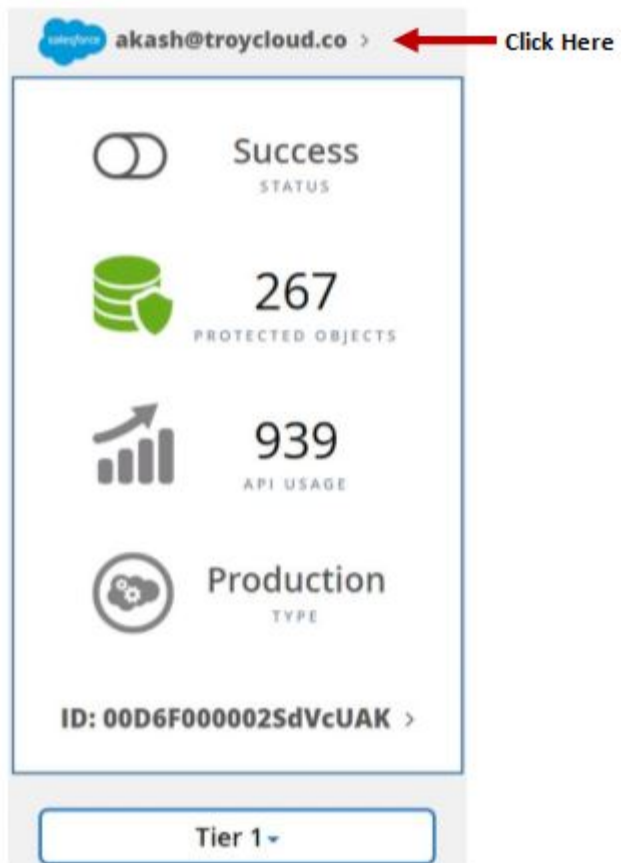 salesforce akash@troycloud.co >
Click Here
Success
STATUS
267
PROTECTED OBJECTS
939
API USAGE
Production
TYPE
ID: 00D6F000002SdVcUAK >
Tier 1